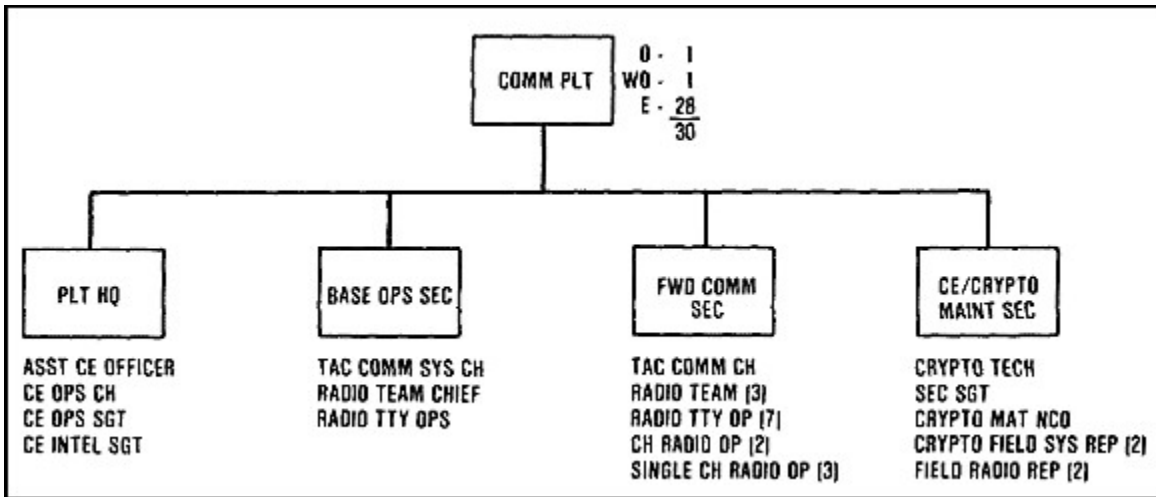 COMM PLT
O - 1
WO - 1
E - 28
30
PLT HQ
ASST CE OFFICER
CE OPS CH
CE OPS SGT
CE INTEL SGT
BASE OPS SEC
TAC COMM SYS CH
RADIO TEAM CHIEF
RADIO TTY OPS
FWD COMM
SEC
TAC COMM CH
RADIO TEAM (3)
RADIO TTY OP (7)
CH RADIO OP (2)
SINGLE CH RADIO OP (3)
CE/CRYPTO
MAINT SEC
CRYPTO TECH
SEC SGT
CRYPTO MAT NCO
CRYPTO FIELD SYS REP (2)
FIELD RADIO REP (2)